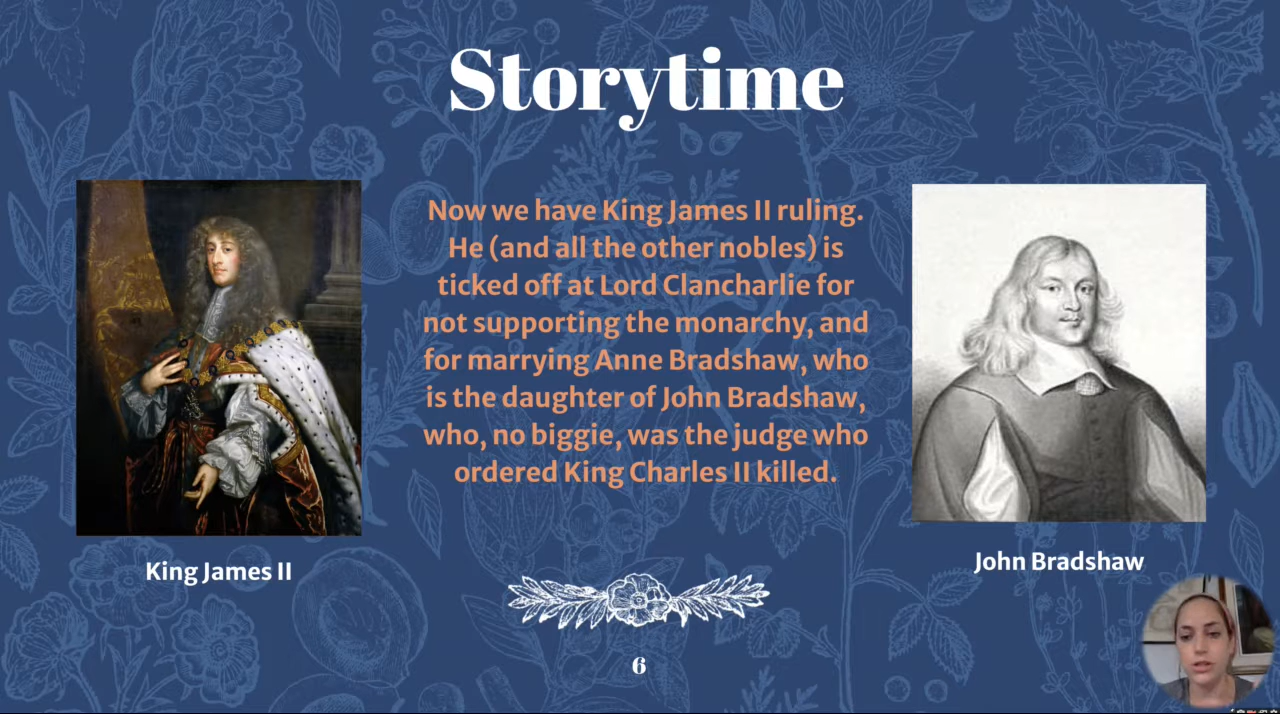 Storytime
Now we have King James II ruling.
He (and all the other nobles) is
ticked off at Lord Clancharlie for
not supporting the monarchy, and
for marrying Anne Bradshaw, who
is the daughter of John Bradshaw,
who, no biggie, was the judge who
ordered King Charles II killed.
King James II
John Bradshaw
6